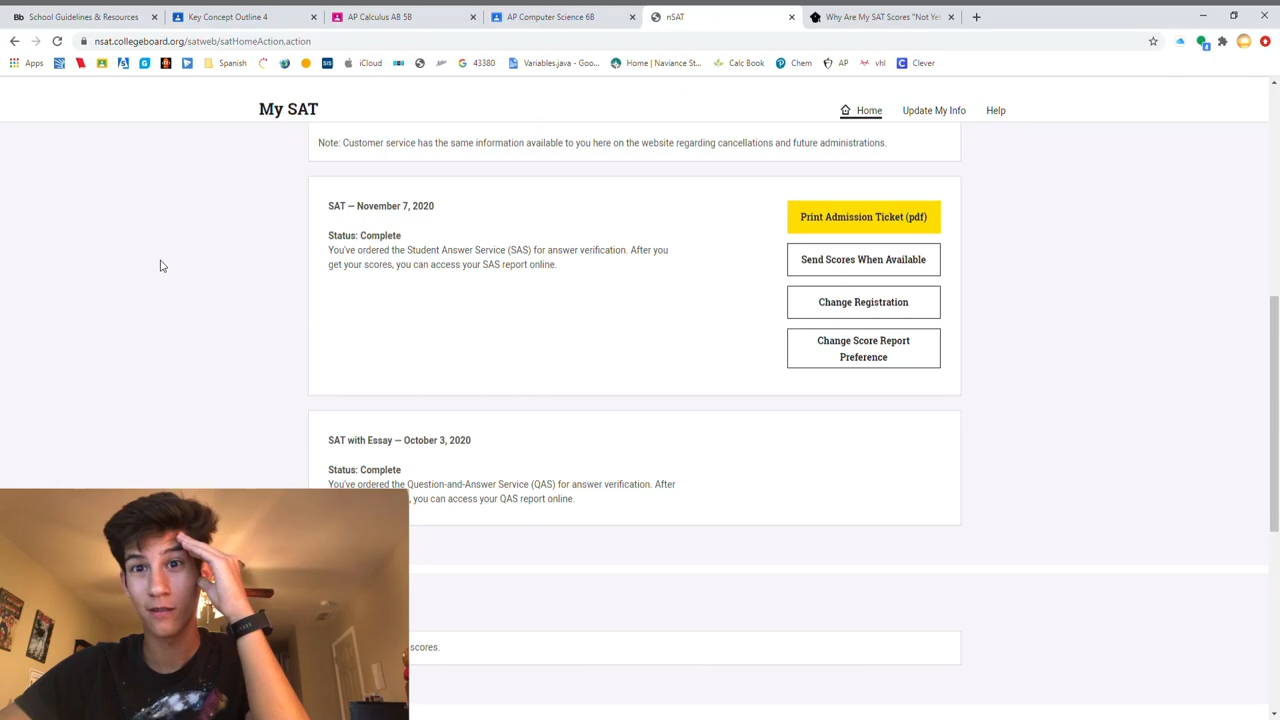 School Guidelines & Resources
Key Concept Outline 4
AP Calculus AB 5B
AP Computer Science 6B
nSAT
Why Are My SAT Scores "Not Ye
nsat.collegeboard.org/satweb/satHomeAction.action
Apps
Spanish
iCloud
43380
Variables.java - Goo...
Home | Naviance St...
Calc Book
Chem
AP
vhl
Clever
My SAT
Home
Update My Info
Help
Note: Customer service has the same information available to you here on the website regarding cancellations and future administrations.
SAT — November 7, 2020
Print Admission Ticket (pdf)
Status: Complete
You've ordered the Student Answer Service (SAS) for answer verification. After you
get your scores, you can access your SAS report online.
Send Scores When Available
Change Registration
Change Score Report
Preference
SAT with Essay — October 3, 2020
Status: Complete
You've ordered the Question-and-Answer Service (QAS) for answer verification. After
, you can access your QAS report online.
scores.